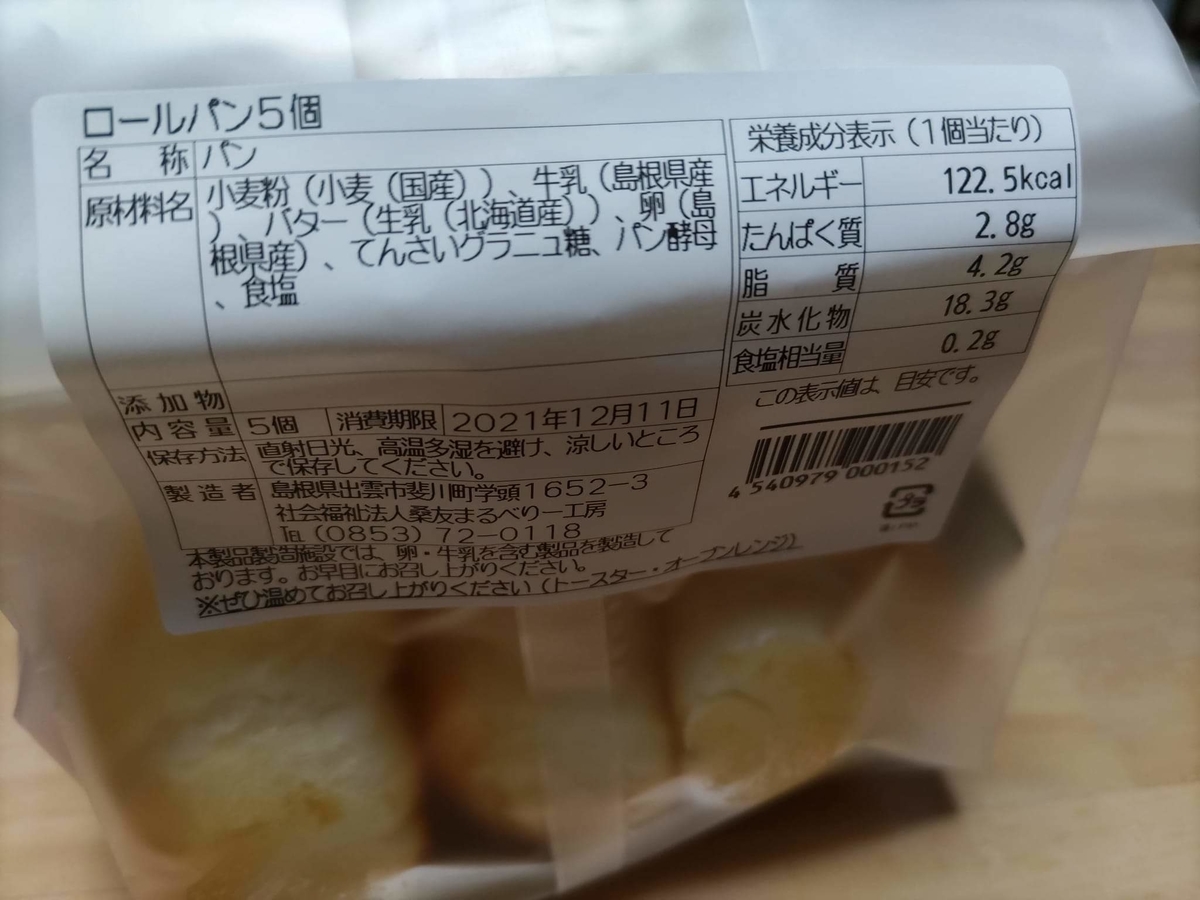 ロールパン5個
名 称 パン
原材料名 小麦粉（小麦（国産））、牛乳（島根県産
）、バター（生乳（北海道産））、卵（島
根県産）、てんさいグラニュ糖、パン酵母
、食塩
添加物
内容量 5個 消費期限 2021年12月11日
保存方法 直射日光、高温多湿を避け、涼しいところ
で保存してください。
製造者 島根県出雲市斐川町学頭1652-3
社会福祉法人桑友まるべりー工房
TEL (0853) 72-0118
本製品製造施設では、卵・牛乳を含む製品を製造して
おります。お早目にお召し上がりください。
※ぜひ温めてお召し上がりください（トースター・オーブンレンジ）
栄養成分表示（1個当たり）
エネルギー 122.5kcal
たんぱく質 2.8g
脂 質 4.2g
炭水化物 18.3g
食塩相当量 0.2g
この表示値は 目安です。
4 540979 000152
プラ